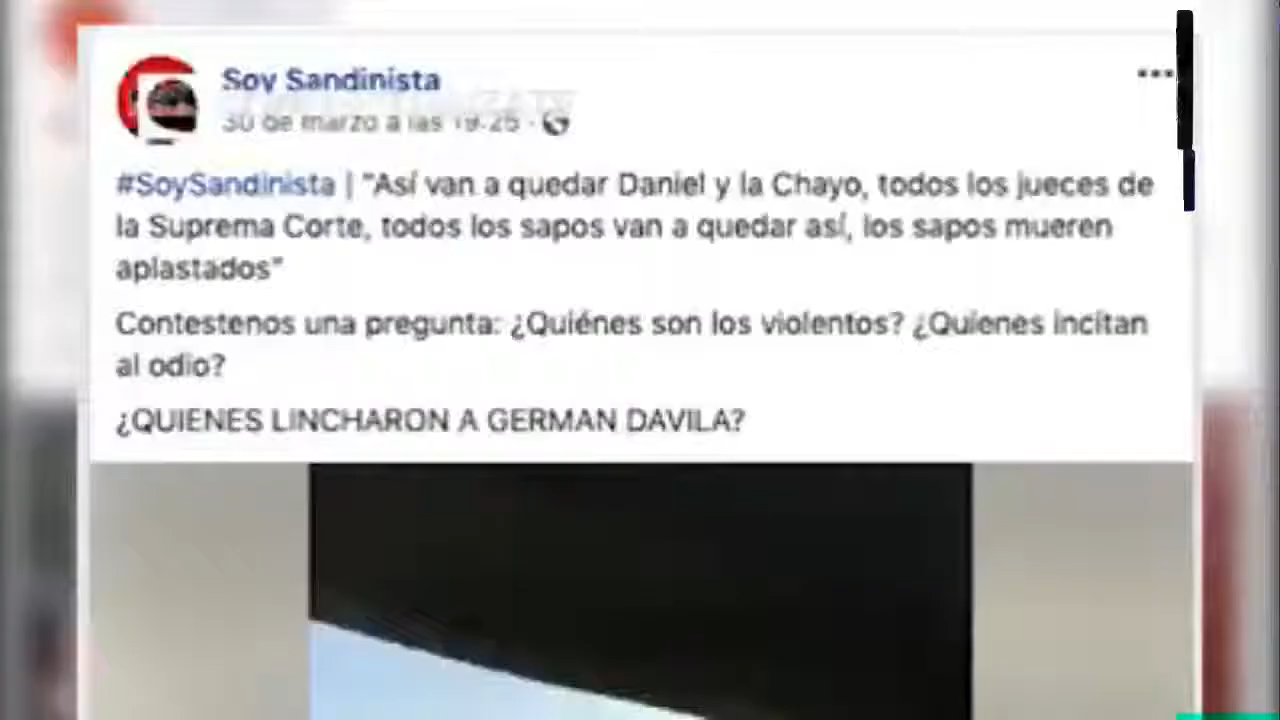 Soy Sandinista
30 de marzo a las 19:25 ·
#SoySandinista | "Así van a quedar Daniel y la Chayo, todos los jueces de
la Suprema Corte, todos los sapos van a quedar así, los sapos mueren
aplastados"
Contestenos una pregunta: ¿Quiénes son los violentos? ¿Quienes incitan
al odio?
¿QUIENES LINCHARON A GERMAN DAVILA?